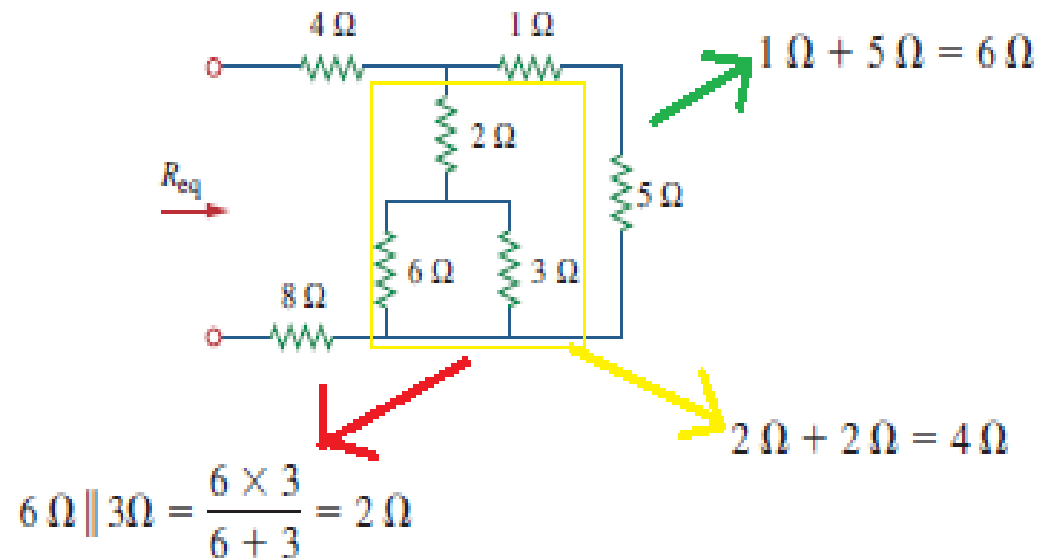 4 Ω 1 Ω
1 Ω + 5 Ω = 6 Ω
2 Ω
Req
5 Ω
6 Ω 3 Ω
8 Ω
2 Ω + 2 Ω = 4 Ω
6 Ω || 3Ω = 6 × 3 / 6 + 3 = 2 Ω